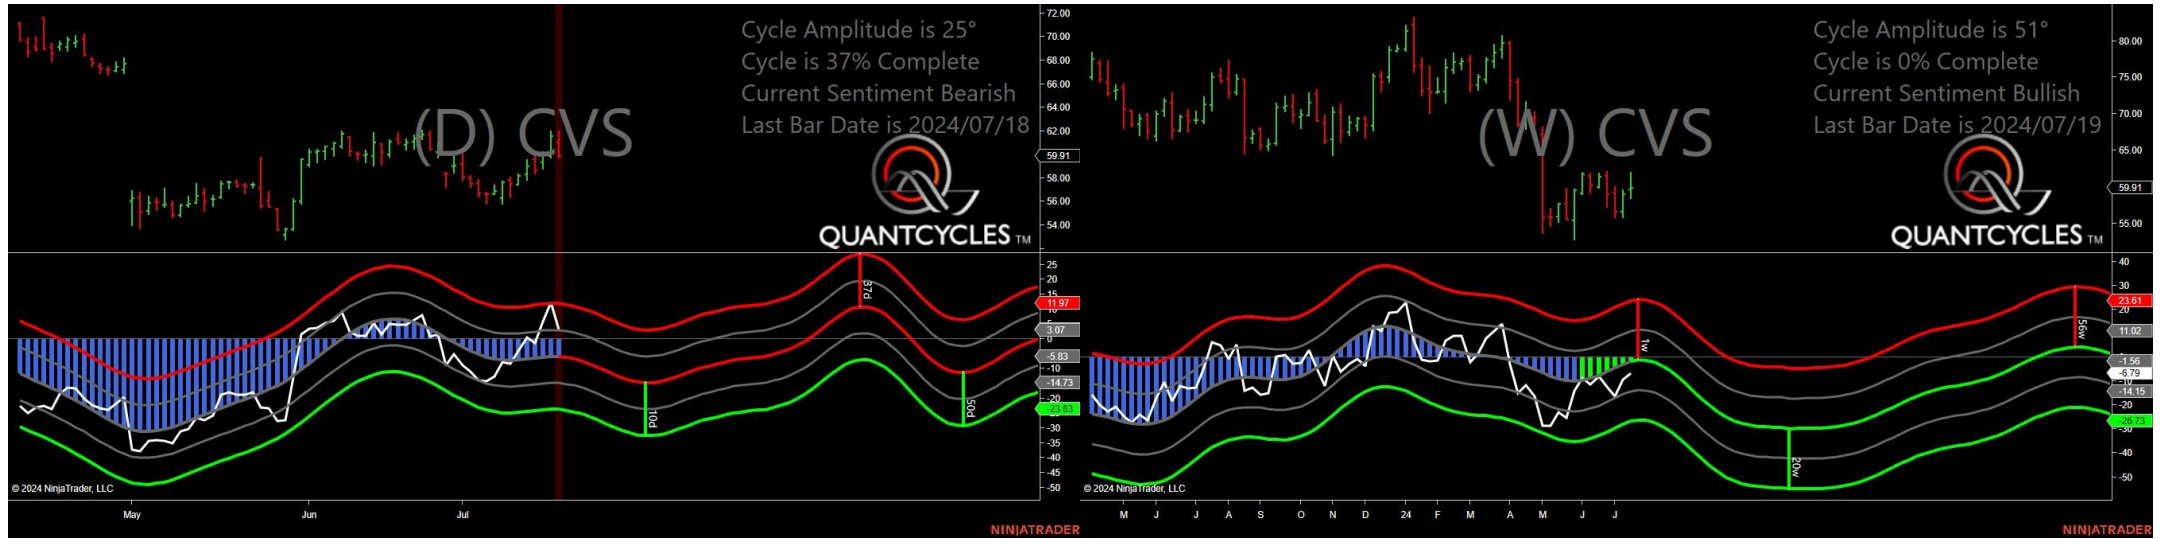 Cycle Amplitude is 25°
Cycle is 37% Complete
Current Sentiment Bearish
Last Bar Date is 2024/07/18
(D) CVS
QUANTCYCLES TM
72.00
70.00
68.00
66.00
64.00
62.00
59.91
58.00
56.00
54.00
25
20
15
11.97
3.07
0
-5.83
-10
-14.73
-20
-23.63
-30
-35
-40
-45
-50
10d
37d
50d
© 2024 NinjaTrader, LLC
May
Jun
Jul
NINJATRADER
Cycle Amplitude is 51°
Cycle is 0% Complete
Current Sentiment Bullish
Last Bar Date is 2024/07/19
(W) CVS
QUANTCYCLES TM
80.00
75.00
70.00
65.00
59.91
55.00
40
30
23.61
20
11.02
-1.56
-6.79
-10
-14.15
-20
-26.73
-30
-40
-50
1w
20w
56w
© 2024 NinjaTrader, LLC
M J J A S O N D 24 F M A M J J
NINJATRADER